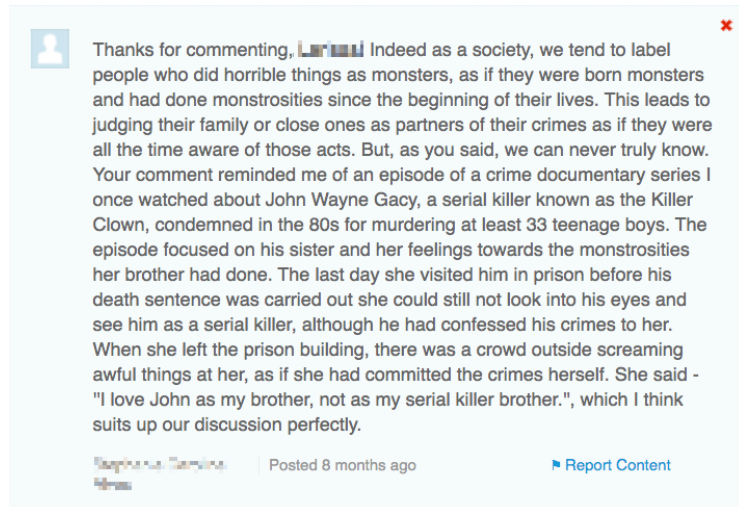 Thanks for commenting, Indeed as a society, we tend to label
people who did horrible things as monsters, as if they were born monsters
and had done monstrosities since the beginning of their lives. This leads to
judging their family or close ones as partners of their crimes as if they were
all the time aware of those acts. But, as you said, we can never truly know.
Your comment reminded me of an episode of a crime documentary series I
once watched about John Wayne Gacy, a serial killer known as the Killer
Clown, condemned in the 80s for murdering at least 33 teenage boys. The
episode focused on his sister and her feelings towards the monstrosities
her brother had done. The last day she visited him in prison before his
death sentence was carried out she could still not look into his eyes and
see him as a serial killer, although he had confessed his crimes to her.
When she left the prison building, there was a crowd outside screaming
awful things at her, as if she had committed the crimes herself. She said -
"I love John as my brother, not as my serial killer brother.", which I think
suits up our discussion perfectly.
Posted 8 months ago
Report Content